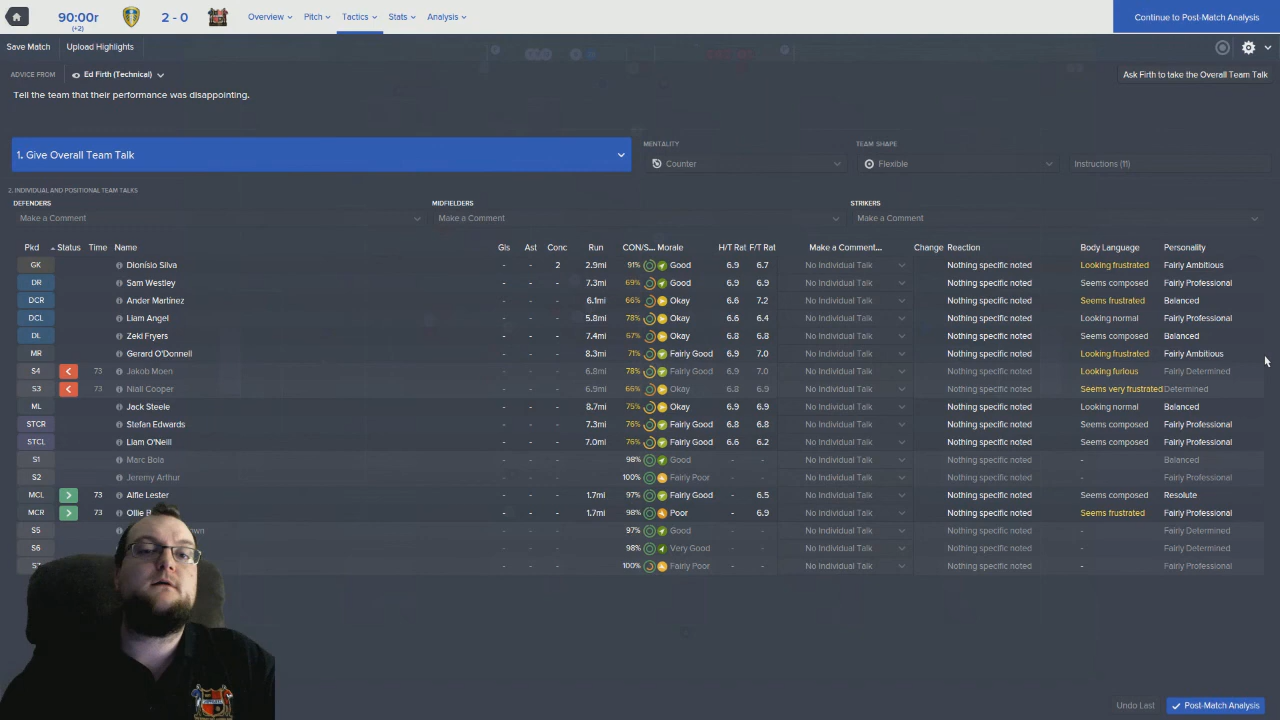 90:00r
(+2)
2 - 0
Overview
Pitch
Tactics
Stats
Analysis
Continue to Post-Match Analysis
Save Match
Upload Highlights
ADVICE FROM
Ed Firth (Technical)
Ask Firth to take the Overall Team Talk
Tell the team that their performance was disappointing.
1. Give Overall Team Talk
MENTALITY
Counter
TEAM SHAPE
Flexible
Instructions (11)
2. INDIVIDUAL AND POSITIONAL TEAM TALKS
DEFENDERS
Make a Comment
MIDFIELDERS
Make a Comment
STRIKERS
Make a Comment
Pkd Status Time Name Gls Ast Conc Run CON/S... Morale H/T Rat F/T Rat Make a Comment... Change Reaction Body Language Personality
GK Dionísio Silva - - 2 2.9mi 91% Good 6.9 6.7 No Individual Talk Nothing specific noted Looking frustrated Fairly Ambitious
DR Sam Westley - - 7.3mi 69% Good 6.9 6.9 No Individual Talk Nothing specific noted Seems composed Fairly Professional
DCR Ander Martínez - - 6.1mi 66% Okay 6.6 7.2 No Individual Talk Nothing specific noted Seems frustrated Balanced
DCL Liam Angel - - 5.8mi 78% Okay 6.6 6.4 No Individual Talk Nothing specific noted Looking normal Fairly Professional
DL Zeki Fryers - - 7.4mi 67% Okay 6.8 6.8 No Individual Talk Nothing specific noted Seems composed Balanced
MR Gerard O'Donnell - - 8.3mi 71% Fairly Good 6.9 7.0 No Individual Talk Nothing specific noted Looking frustrated Fairly Ambitious
S4 73 Jakob Moen - - 6.8mi 78% Fairly Good 6.9 7.0 No Individual Talk Nothing specific noted Looking furious Fairly Determined
S3 73 Niall Cooper - - 6.9mi 66% Okay 6.8 6.9 No Individual Talk Nothing specific noted Seems very frustrated Determined
ML Jack Steele - - 8.7mi 75% Okay 6.9 6.9 No Individual Talk Nothing specific noted Looking normal Balanced
STCR Stefan Edwards - - 7.3mi 76% Fairly Good 6.8 6.8 No Individual Talk Nothing specific noted Seems composed Fairly Professional
STCL Liam O'Neill - - 7.0mi 76% Fairly Good 6.6 6.2 No Individual Talk Nothing specific noted Seems composed Fairly Professional
S1 Marc Bola - - 98% Good - - No Individual Talk Nothing specific noted - Balanced
S2 Jeremy Arthur - - 100% Fairly Poor - - No Individual Talk Nothing specific noted - Fairly Professional
MCL 73 Alfie Lester - - 1.7mi 97% Fairly Good - 6.5 No Individual Talk Nothing specific noted Seems composed Resolute
MCR 73 Ollie - - 1.7mi 98% Poor - 6.9 No Individual Talk Nothing specific noted Seems frustrated Fairly Professional
S5 - - 97% Good - - No Individual Talk Nothing specific noted - Fairly Determined
S6 - - 98% Very Good - - No Individual Talk Nothing specific noted - Fairly Determined
- - 100% Fairly Poor - - No Individual Talk Nothing specific noted - Fairly Professional
Undo Last
Post-Match Analysis